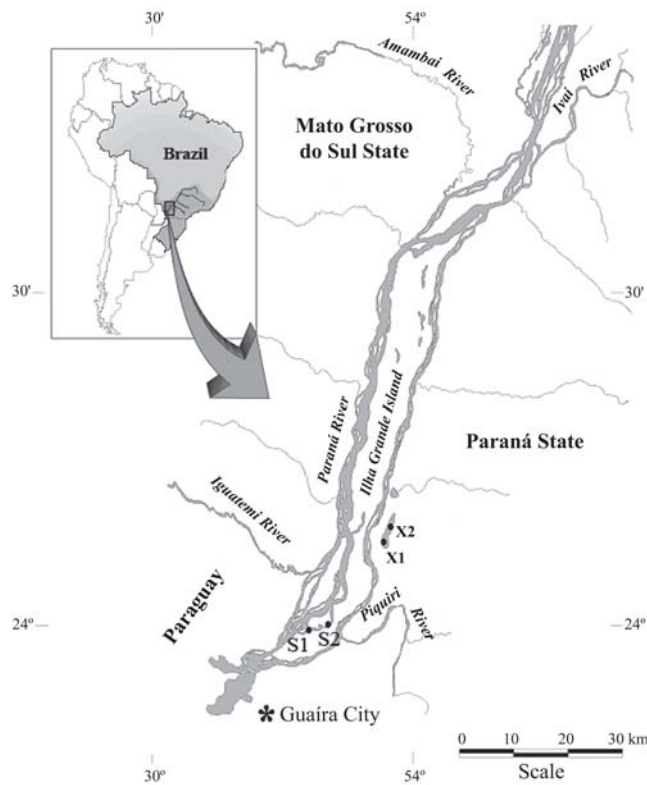 30'
54º
Amambai River
Ivai River
Mato Grosso
do Sul State
Brazil
30'
30'
Paraná River
Ilha Grande Island
Paraná State
Iguatemi River
X2
X1
Paraguay
Piquiri River
24º
S1
S2
24º
* Guaíra City
0 10 20 30 km
Scale
30º
54º